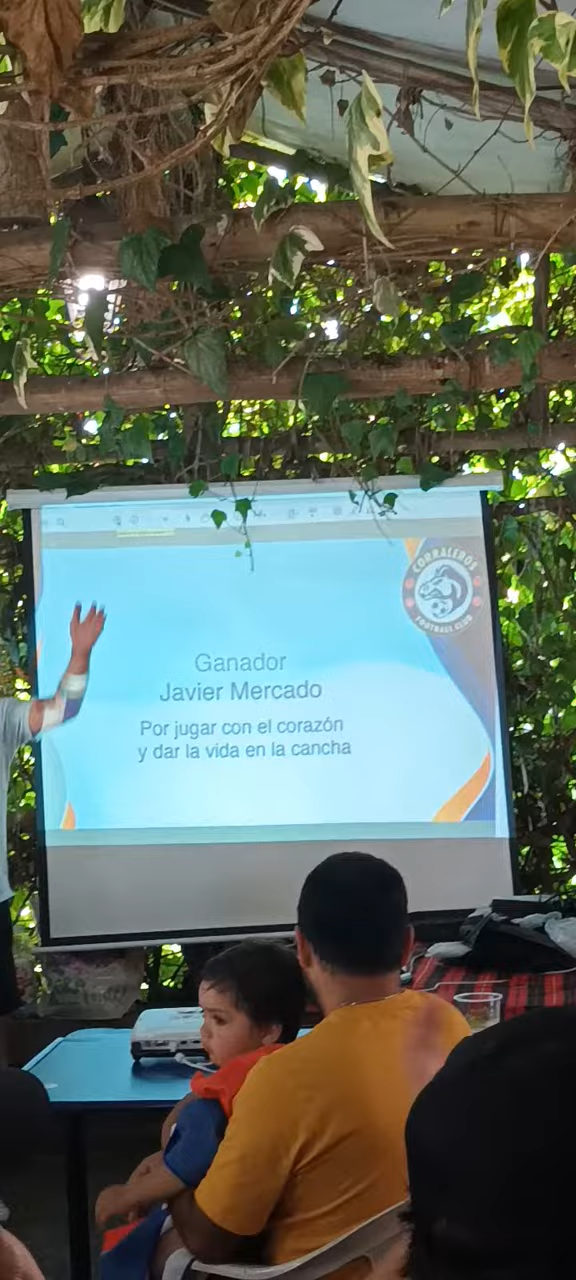 CORRALEROS
FOOTBALL CLUB
Ganador
Javier Mercado
Por jugar con el corazón
y dar la vida en la cancha